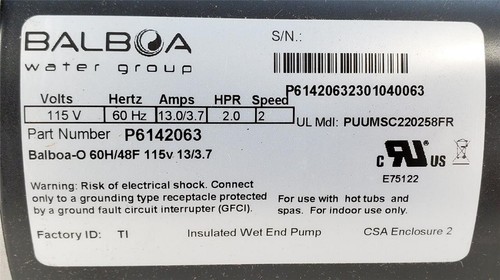 BALBOA
water group
S/N.:
P61420632301040063
Volts Hertz Amps HPR Speed
115 V 60 Hz 13.0/3.7 2.0 2
UL Mdl: PUUMSC220258FR
Part Number P6142063
Balboa-O 60H/48F 115v 13/3.7
C RU US
E75122
Warning: Risk of electrical shock. Connect
only to a grounding type receptacle protected
by a ground fault circuit interrupter (GFCI).
For use with hot tubs and
spas. For indoor use only.
Factory ID: TI Insulated Wet End Pump CSA Enclosure 2